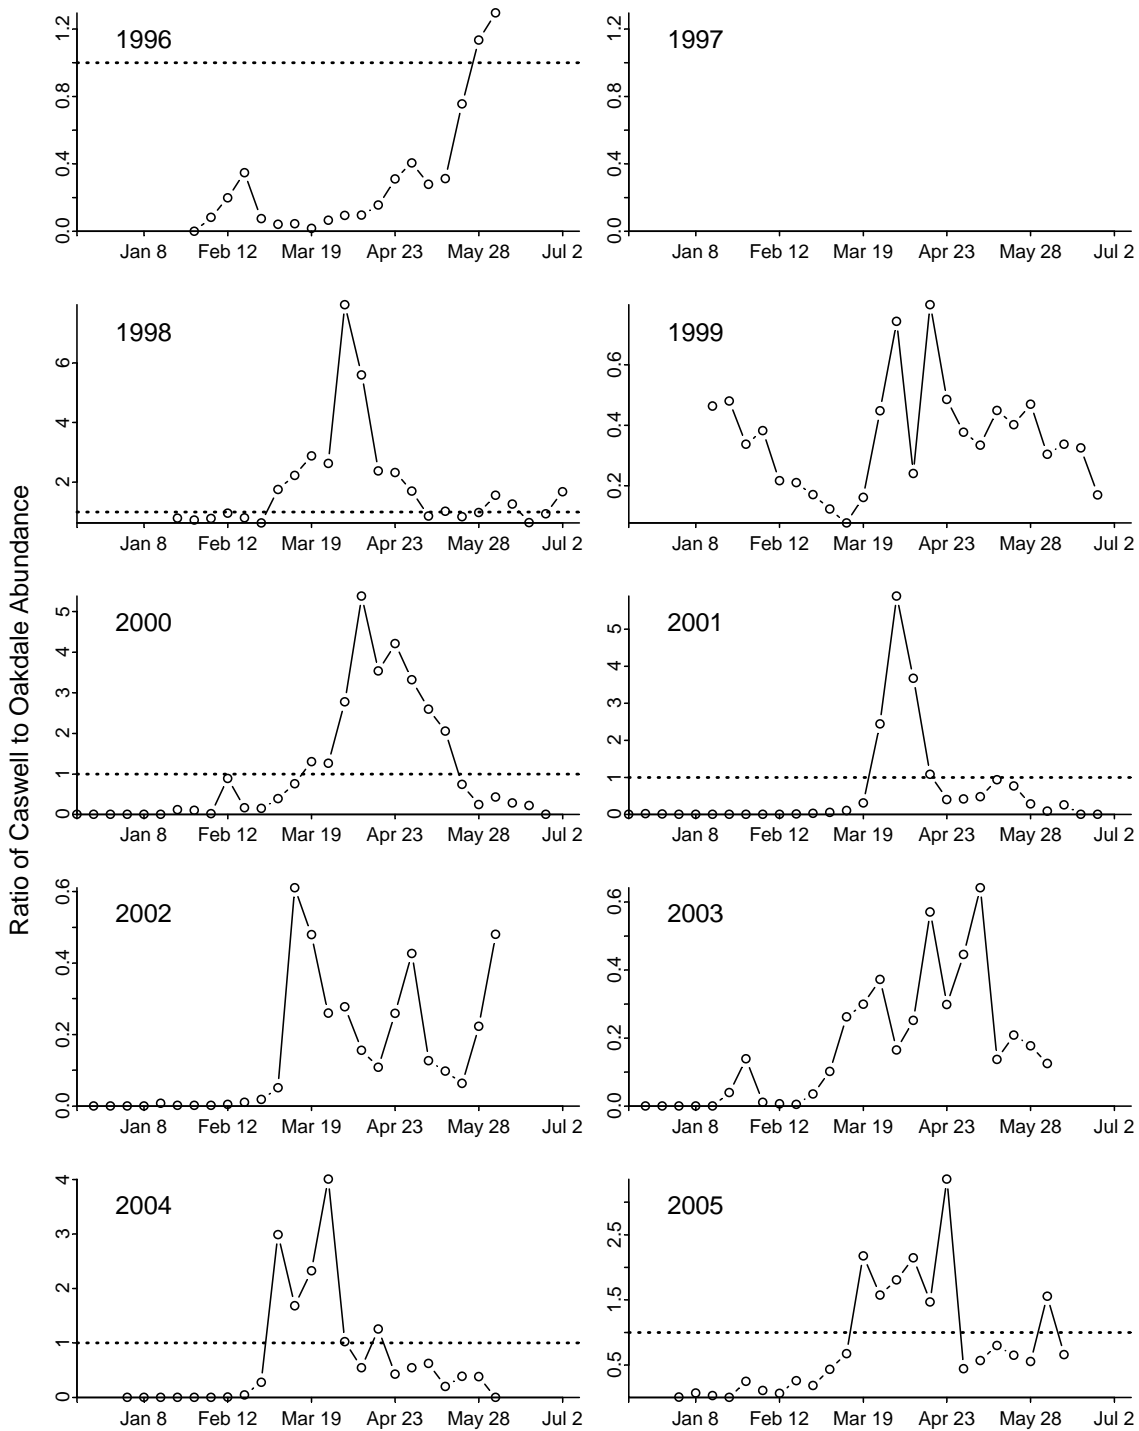 Ratio of Caswell to Oakdale Abundance
1996
0.0 0.4 0.8 1.2
Jan 8 Feb 12 Mar 19 Apr 23 May 28 Jul 2
1997
0.0 0.4 0.8 1.2
Jan 8 Feb 12 Mar 19 Apr 23 May 28 Jul 2
1998
2 4 6
Jan 8 Feb 12 Mar 19 Apr 23 May 28 Jul 2
1999
0.2 0.4 0.6
Jan 8 Feb 12 Mar 19 Apr 23 May 28 Jul 2
2000
0 1 2 3 4 5
Jan 8 Feb 12 Mar 19 Apr 23 May 28 Jul 2
2001
0 1 2 3 4 5
Jan 8 Feb 12 Mar 19 Apr 23 May 28 Jul 2
2002
0.0 0.2 0.4 0.6
Jan 8 Feb 12 Mar 19 Apr 23 May 28 Jul 2
2003
0.0 0.2 0.4 0.6
Jan 8 Feb 12 Mar 19 Apr 23 May 28 Jul 2
2004
0 1 2 3 4
Jan 8 Feb 12 Mar 19 Apr 23 May 28 Jul 2
2005
0.5 1.5 2.5
Jan 8 Feb 12 Mar 19 Apr 23 May 28 Jul 2